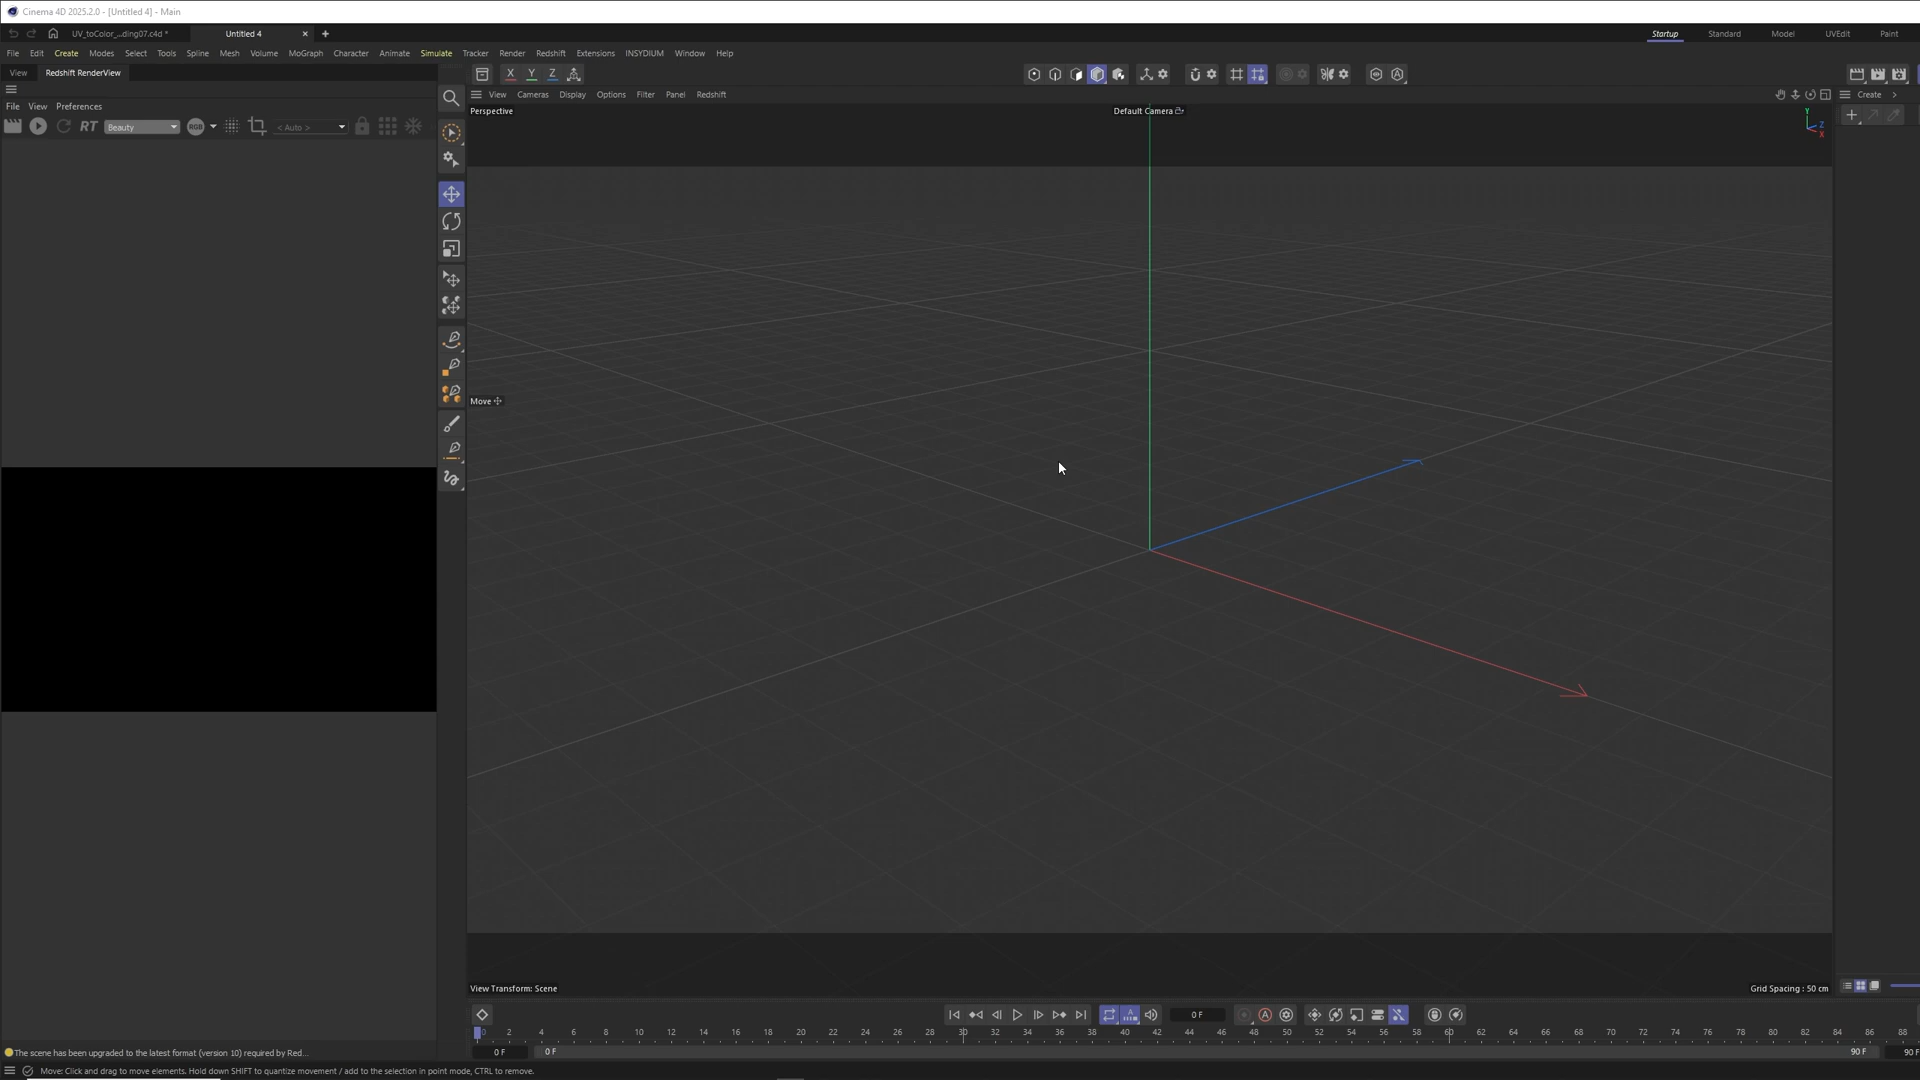 Cinema 4D 2025.2.0 - [Untitled 4] - Main
UV_toColor_...ding07.c4d * Untitled 4 × + Startup Standard Model UVEdit Paint
File Edit Create Modes Select Tools Spline Mesh Volume MoGraph Character Animate Simulate Tracker Render Redshift Extensions INSYDIUM Window Help
View Redshift RenderView X Y Z
View Cameras Display Options Filter Panel Redshift Create >
File View Preferences
Perspective Default Camera
RT Beauty RGB < Auto >
Y
Z
X
Move
View Transform: Scene Grid Spacing : 50 cm
0 F
0 2 4 6 8 10 12 14 16 18 20 22 24 26 28 30 32 34 36 38 40 42 44 46 48 50 52 54 56 58 60 62 64 66 68 70 72 74 76 78 80 82 84 86 88
The scene has been upgraded to the latest format (version 10) required by Red... 0 F 0 F 90 F 90 F
Move: Click and drag to move elements. Hold down SHIFT to quantize movement / add to the selection in point mode, CTRL to remove.